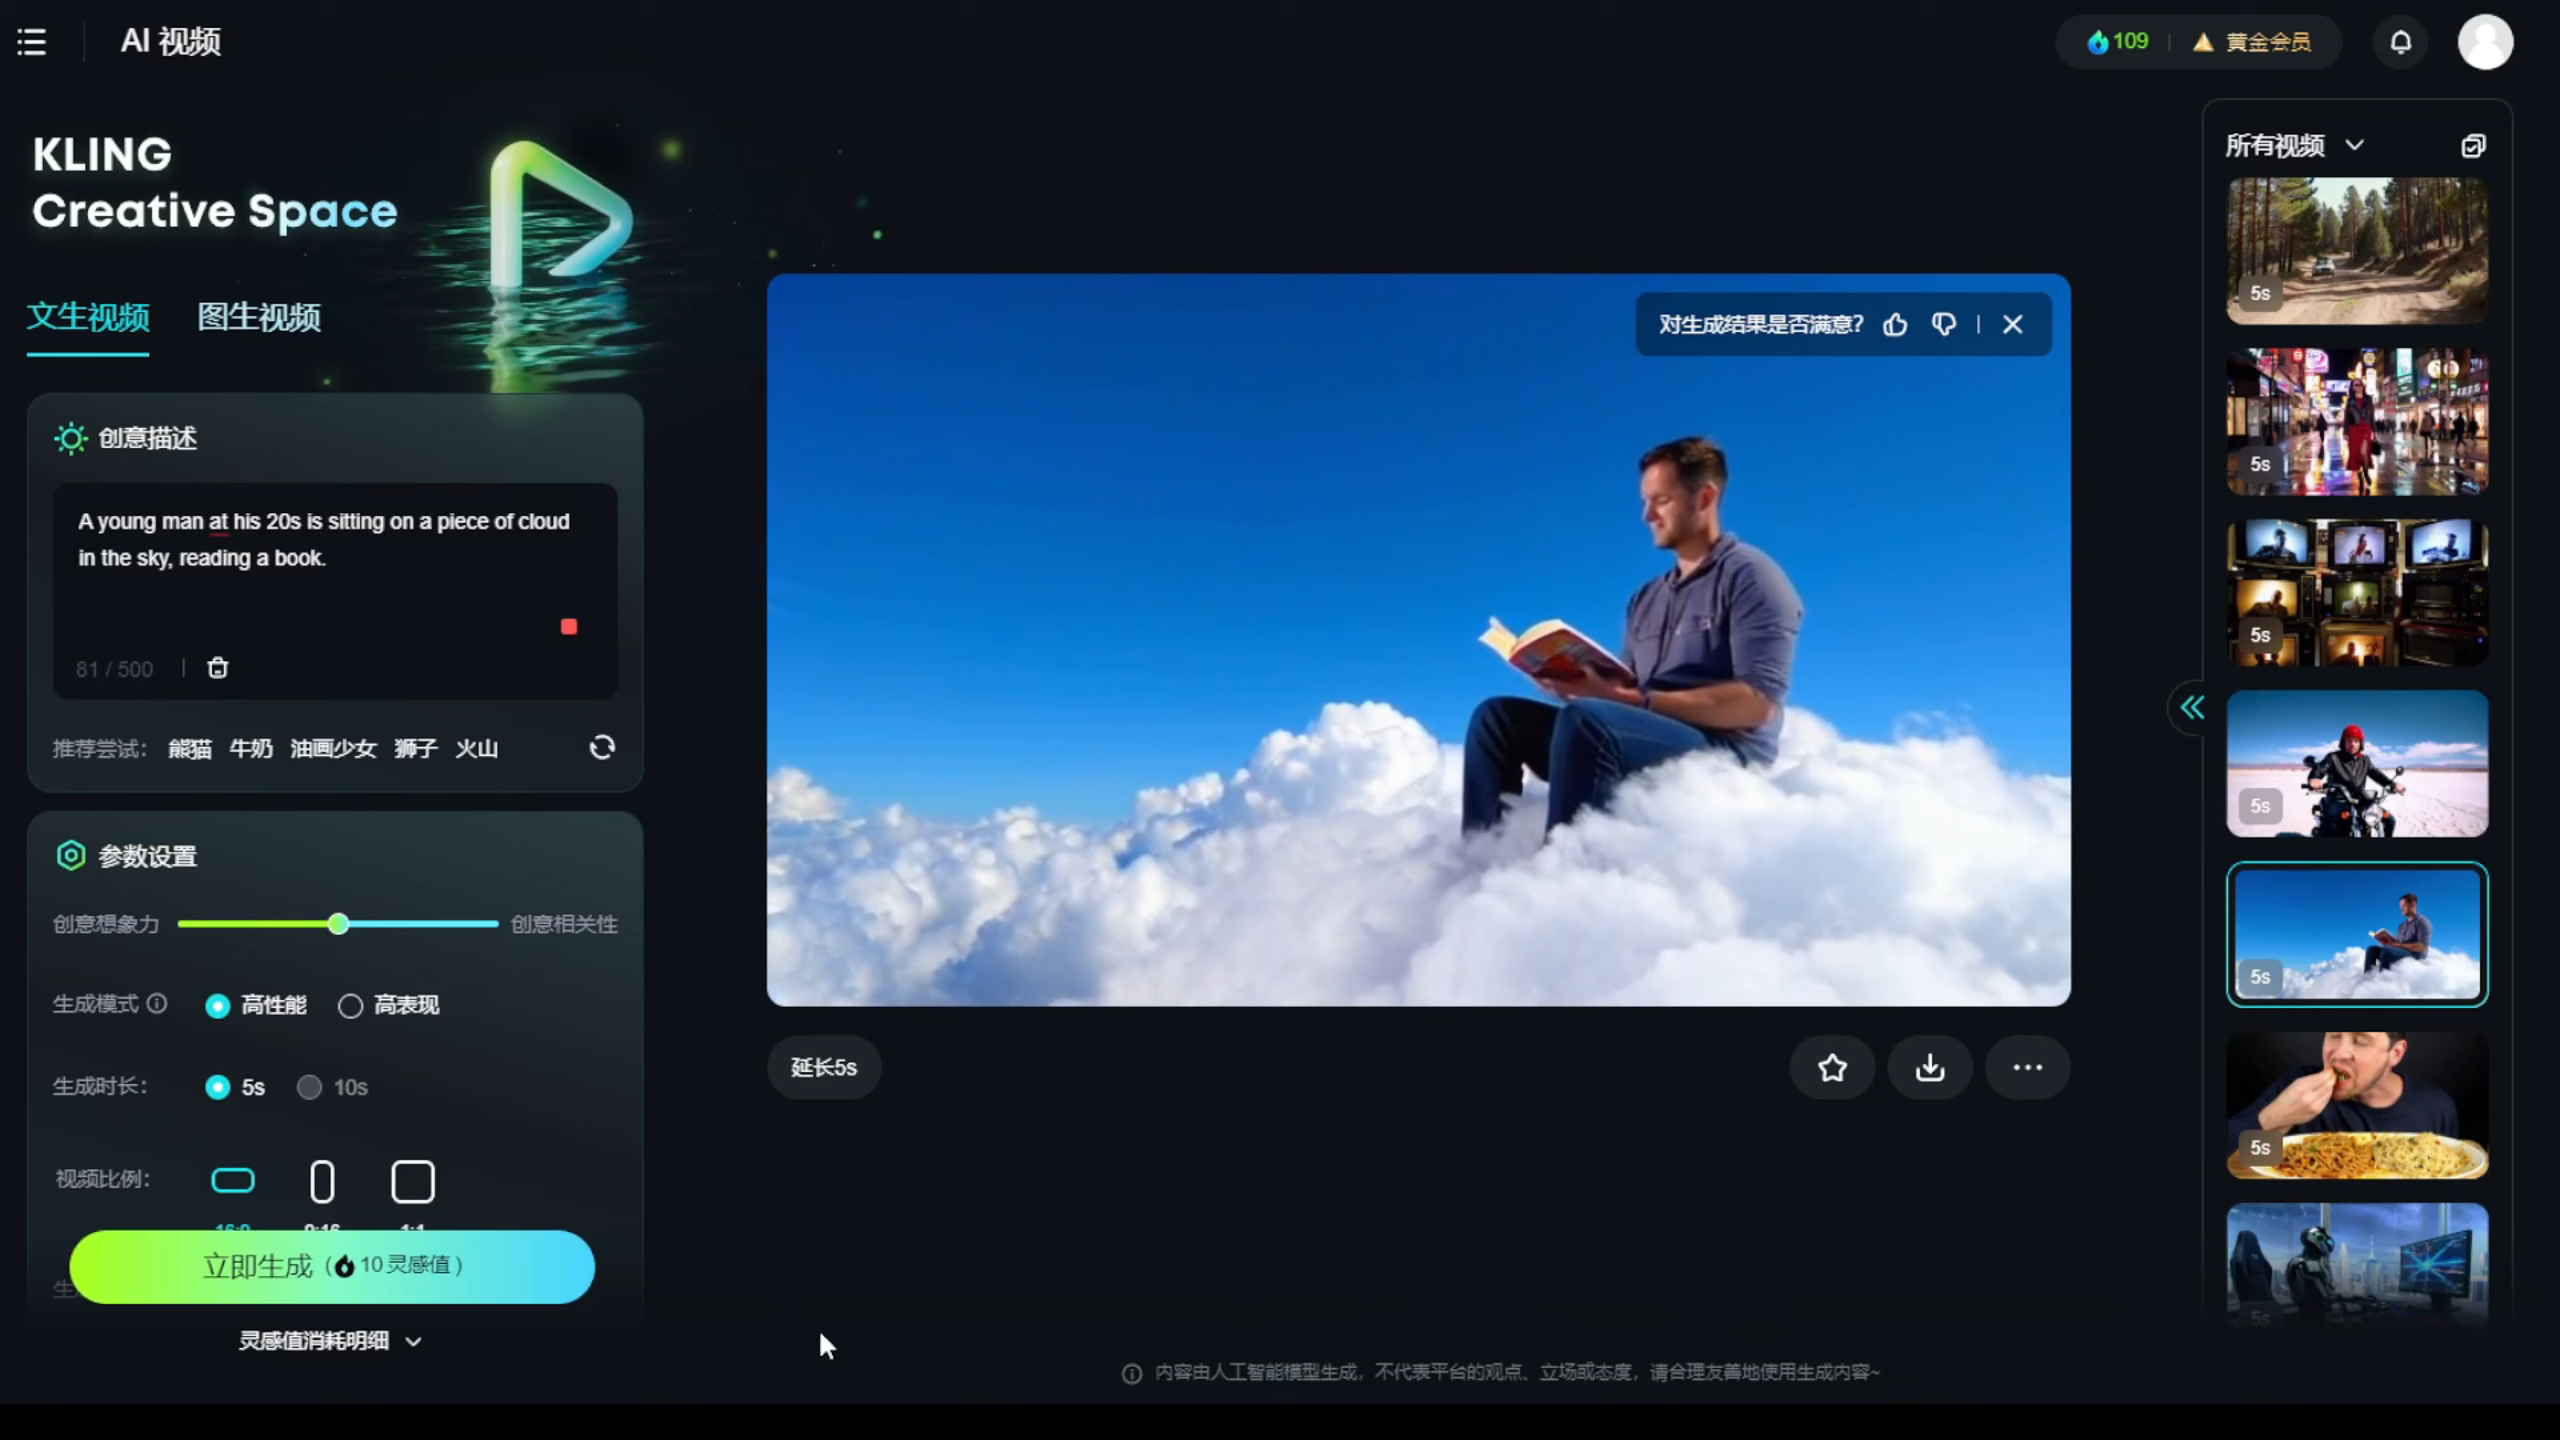 AI 视频
109
黄金会员
KLING
Creative Space
文生视频
图生视频
创意描述
A young man at his 20s is sitting on a piece of cloud
in the sky, reading a book.
81 / 500
推荐尝试: 熊猫 牛奶 油画少女 狮子 火山
参数设置
创意想象力
创意相关性
生成模式
高性能
高表现
生成时长:
5s
10s
视频比例:
16:9
9:16
1:1
生
立即生成 ( 10 灵感值 )
灵感值消耗明细
对生成结果是否满意?
延长5s
内容由人工智能模型生成，不代表平台的观点、立场或态度，请合理友善地使用生成内容~
所有视频
5s
5s
5s
5s
5s
5s
5s